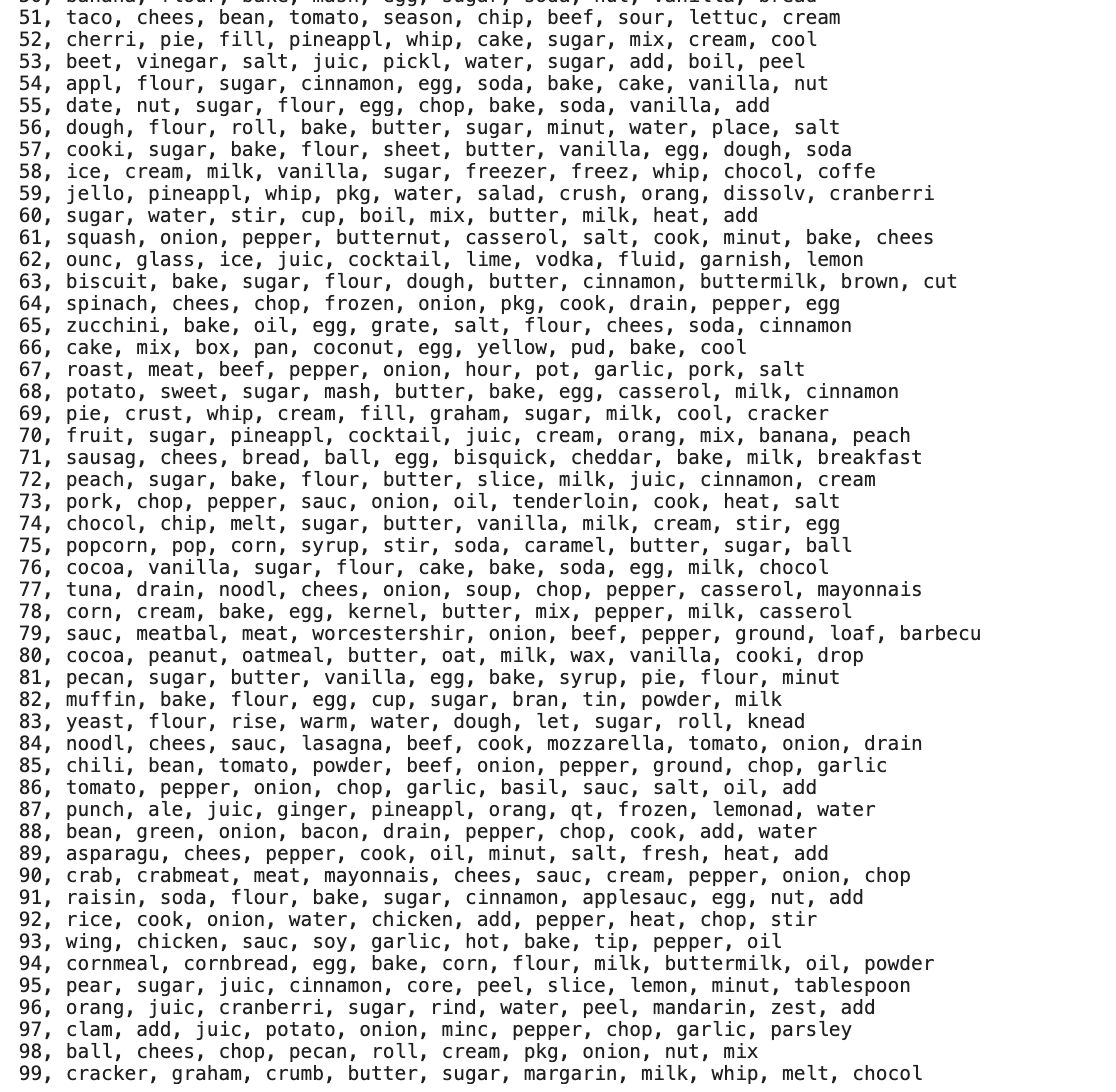 51, taco, chees, bean, tomato, season, chip, beef, sour, lettuc, cream
52, cherri, pie, fill, pineappl, whip, cake, sugar, mix, cream, cool
53, beet, vinegar, salt, juic, pickl, water, sugar, add, boil, peel
54, appl, flour, sugar, cinnamon, egg, soda, bake, cake, vanilla, nut
55, date, nut, sugar, flour, egg, chop, bake, soda, vanilla, add
56, dough, flour, roll, bake, butter, sugar, minut, water, place, salt
57, cooki, sugar, bake, flour, sheet, butter, vanilla, egg, dough, soda
58, ice, cream, milk, vanilla, sugar, freezer, freez, whip, chocol, coffe
59, jello, pineappl, whip, pkg, water, salad, crush, orang, dissolv, cranberri
60, sugar, water, stir, cup, boil, mix, butter, milk, heat, add
61, squash, onion, pepper, butternut, casserol, salt, cook, minut, bake, chees
62, ounc, glass, ice, juic, cocktail, lime, vodka, fluid, garnish, lemon
63, biscuit, bake, sugar, flour, dough, butter, cinnamon, buttermilk, brown, cut
64, spinach, chees, chop, frozen, onion, pkg, cook, drain, pepper, egg
65, zucchini, bake, oil, egg, grate, salt, flour, chees, soda, cinnamon
66, cake, mix, box, pan, coconut, egg, yellow, pud, bake, cool
67, roast, meat, beef, pepper, onion, hour, pot, garlic, pork, salt
68, potato, sweet, sugar, mash, butter, bake, egg, casserol, milk, cinnamon
69, pie, crust, whip, cream, fill, graham, sugar, milk, cool, cracker
70, fruit, sugar, pineappl, cocktail, juic, cream, orang, mix, banana, peach
71, sausag, chees, bread, ball, egg, bisquick, cheddar, bake, milk, breakfast
72, peach, sugar, bake, flour, butter, slice, milk, juic, cinnamon, cream
73, pork, chop, pepper, sauc, onion, oil, tenderloin, cook, heat, salt
74, chocol, chip, melt, sugar, butter, vanilla, milk, cream, stir, egg
75, popcorn, pop, corn, syrup, stir, soda, caramel, butter, sugar, ball
76, cocoa, vanilla, sugar, flour, cake, bake, soda, egg, milk, chocol
77, tuna, drain, noodl, chees, onion, soup, chop, pepper, casserol, mayonnais
78, corn, cream, bake, egg, kernel, butter, mix, pepper, milk, casserol
79, sauc, meatbal, meat, worcestershir, onion, beef, pepper, ground, loaf, barbecu
80, cocoa, peanut, oatmeal, butter, oat, milk, wax, vanilla, cooki, drop
81, pecan, sugar, butter, vanilla, egg, bake, syrup, pie, flour, minut
82, muffin, bake, flour, egg, cup, sugar, bran, tin, powder, milk
83, yeast, flour, rise, warm, water, dough, let, sugar, roll, knead
84, noodl, chees, sauc, lasagna, beef, cook, mozzarella, tomato, onion, drain
85, chili, bean, tomato, powder, beef, onion, pepper, ground, chop, garlic
86, tomato, pepper, onion, chop, garlic, basil, sauc, salt, oil, add
87, punch, ale, juic, ginger, pineappl, orang, qt, frozen, lemonad, water
88, bean, green, onion, bacon, drain, pepper, chop, cook, add, water
89, asparagu, chees, pepper, cook, oil, minut, salt, fresh, heat, add
90, crab, crabmeat, meat, mayonnais, chees, sauc, cream, pepper, onion, chop
91, raisin, soda, flour, bake, sugar, cinnamon, applesauc, egg, nut, add
92, rice, cook, onion, water, chicken, add, pepper, heat, chop, stir
93, wing, chicken, sauc, soy, garlic, hot, bake, tip, pepper, oil
94, cornmeal, cornbread, egg, bake, corn, flour, milk, buttermilk, oil, powder
95, pear, sugar, juic, cinnamon, core, peel, slice, lemon, minut, tablespoon
96, orang, juic, cranberri, sugar, rind, water, peel, mandarin, zest, add
97, clam, add, juic, potato, onion, minc, pepper, chop, garlic, parsley
98, ball, chees, chop, pecan, roll, cream, pkg, onion, nut, mix
99, cracker, graham, crumb, butter, sugar, margarin, milk, whip, melt, chocol